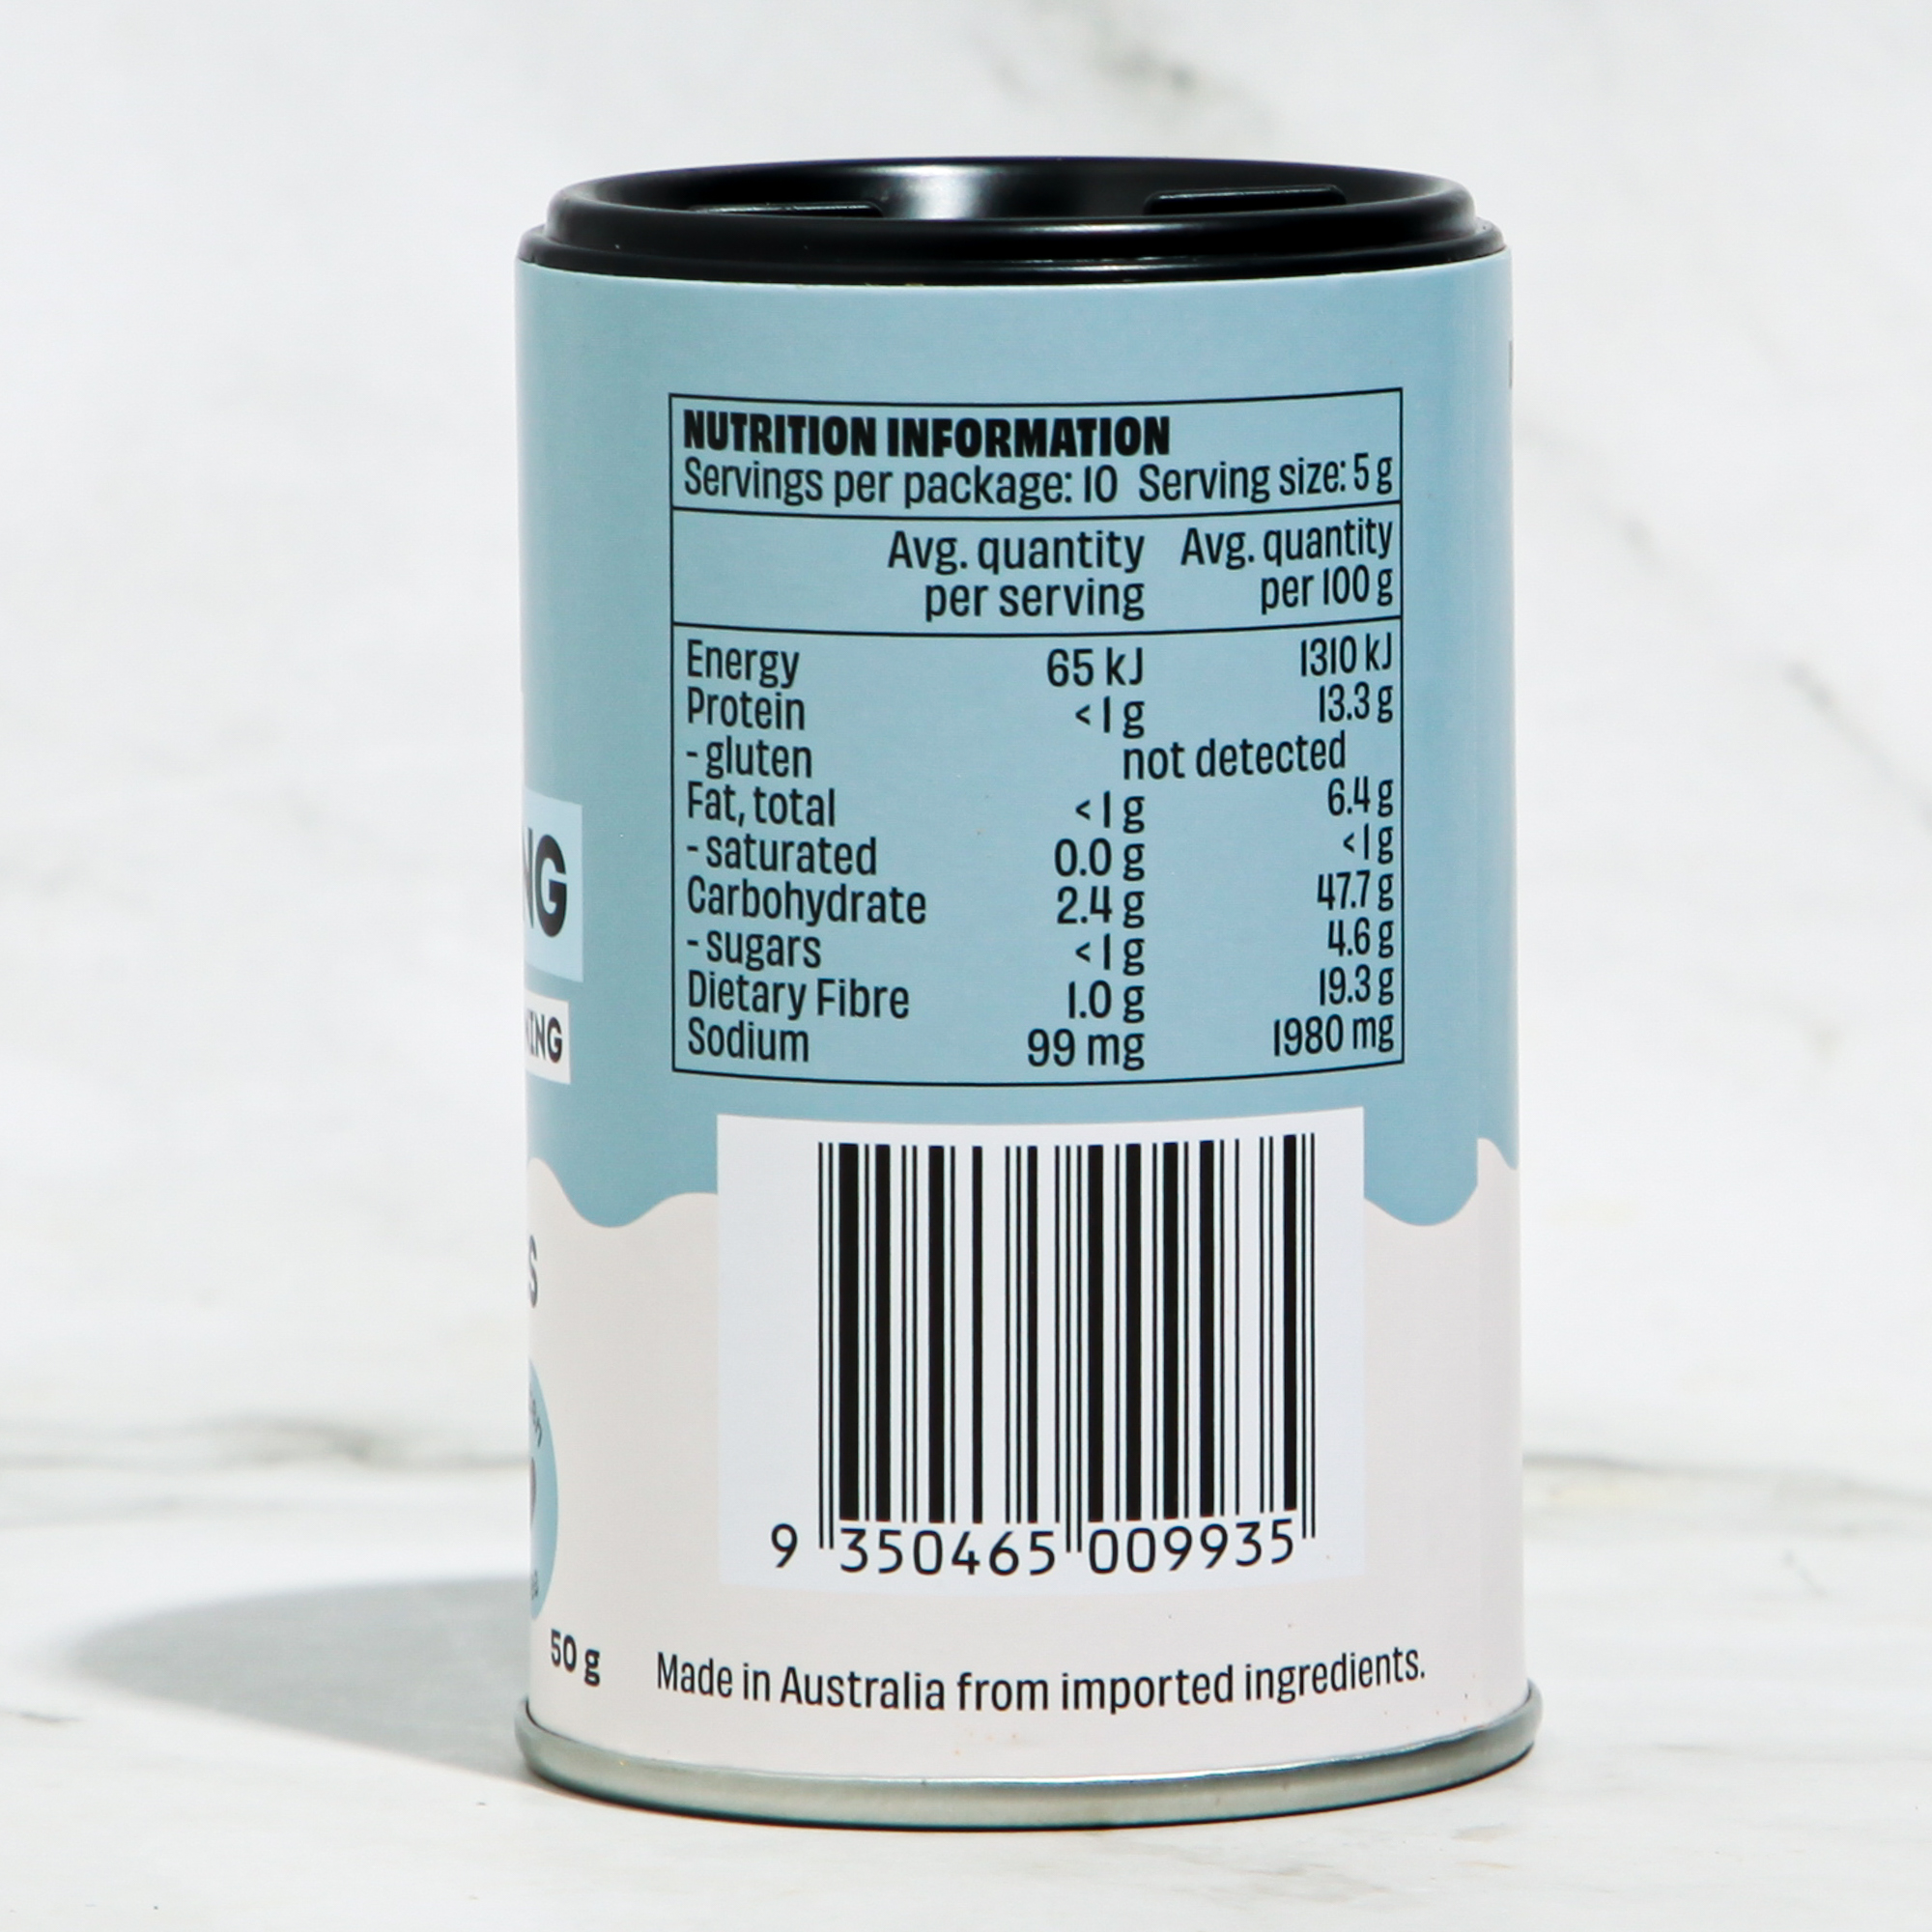 NUTRITION INFORMATION
Servings per package: 10 Serving size: 5 g
Avg. quantity Avg. quantity
per serving per 100 g
Energy 65 kJ 1310 kJ
Protein <1 g 13.3 g
- gluten not detected
Fat, total <1 g 6.4 g
- saturated 0.0 g <1 g
Carbohydrate 2.4 g 47.7 g
- sugars <1 g 4.6 g
Dietary Fibre 1.0 g 19.3 g
Sodium 99 mg 1980 mg
9 350465 009935
50 g
Made in Australia from imported ingredients.